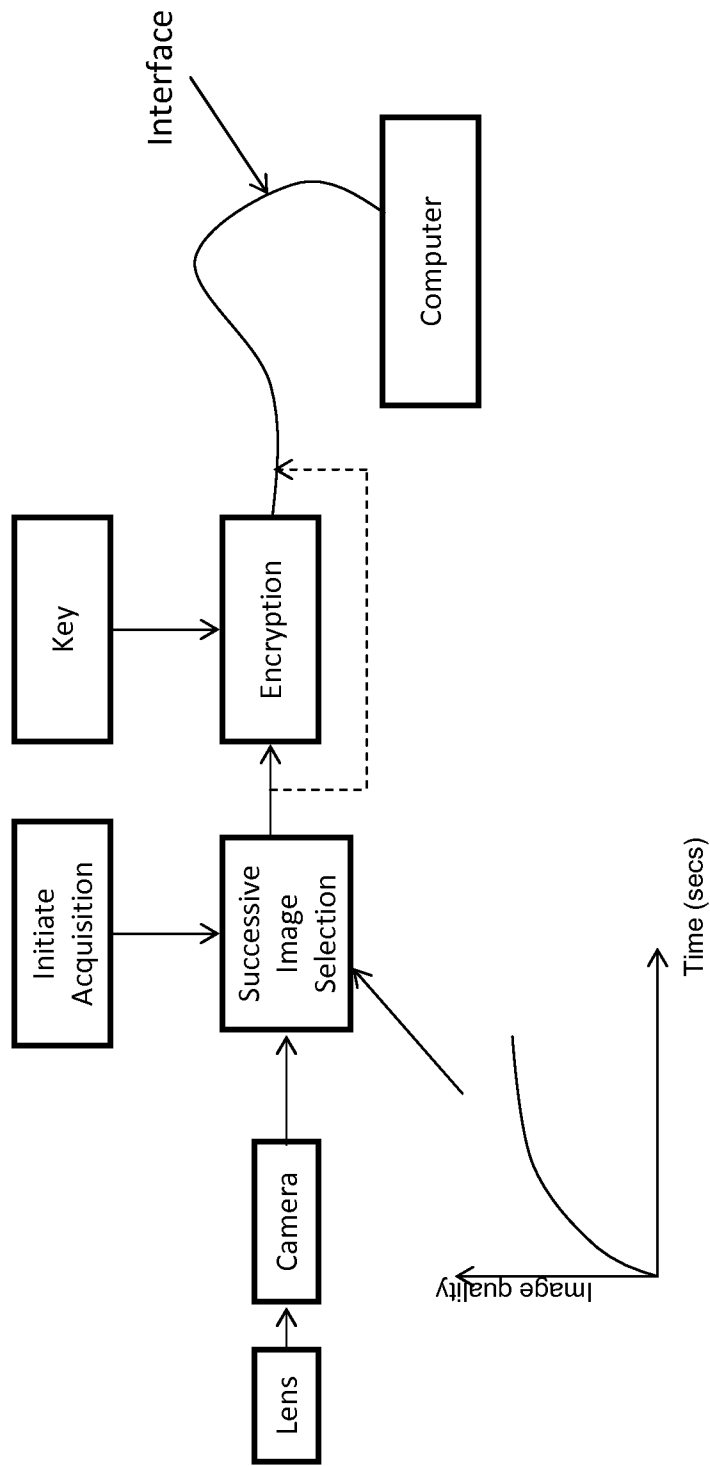 Initiate
Acquisition
Key
Interface
Lens
Camera
Successive
Image
Selection
Encryption
Computer
Image quality
Time (secs)